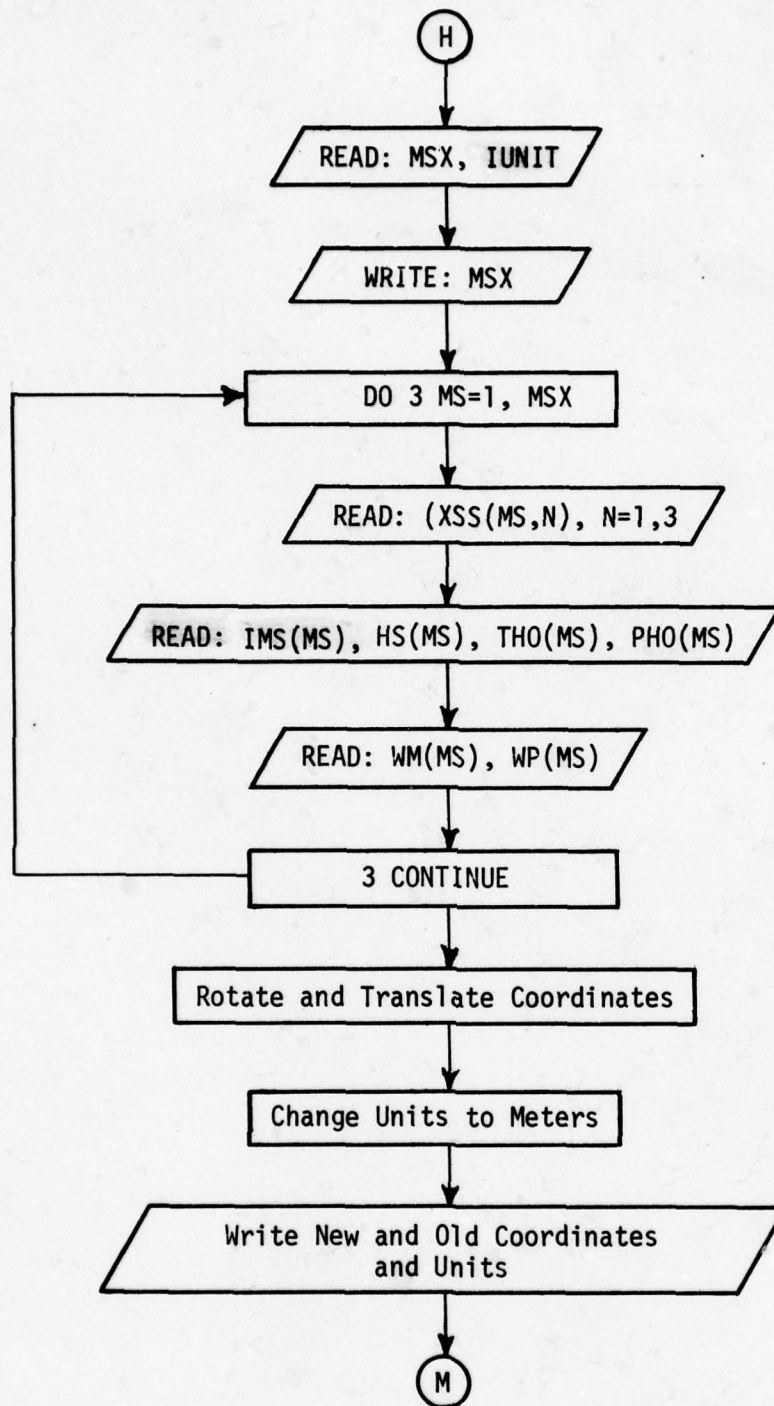 H
READ: MSX, IUNIT
WRITE: MSX
DO 3 MS=1, MSX
READ: (XSS(MS,N), N=1,3
READ: IMS(MS), HS(MS), THO(MS), PHO(MS)
READ: WM(MS), WP(MS)
3 CONTINUE
Rotate and Translate Coordinates
Change Units to Meters
Write New and Old Coordinates
and Units
M